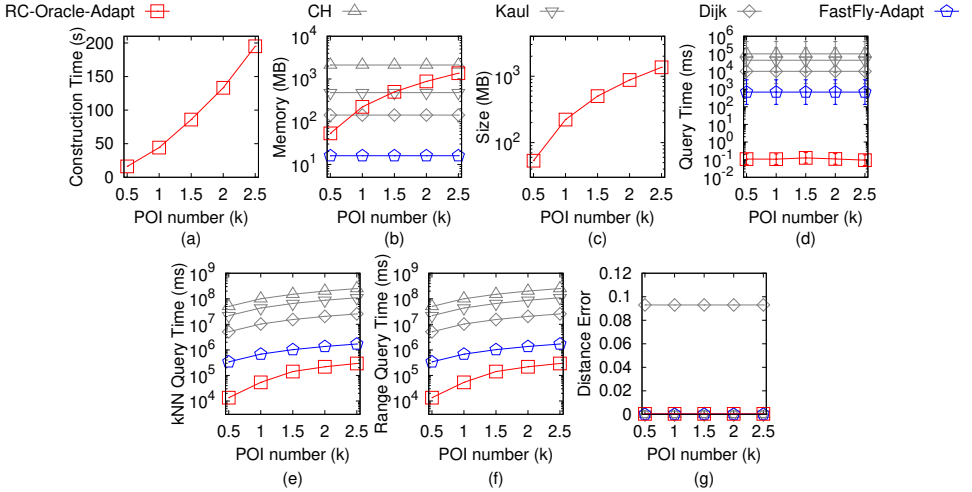 RC-Oracle-Adapt CH Kaul Dijk FastFly-Adapt
Construction Time (s)
200
150
100
50
0
0.5 1 1.5 2 2.5
POI number (k)
(a)
Memory (MB)
10^4
10^3
10^2
10^1
0.5 1 1.5 2 2.5
POI number (k)
(b)
Size (MB)
10^3
10^2
0.5 1 1.5 2 2.5
POI number (k)
(c)
Query Time (ms)
10^6
10^5
10^4
10^3
10^2
10^1
10^0
10^-1
10^-2
0.5 1 1.5 2 2.5
POI number (k)
(d)
kNN Query Time (ms)
10^9
10^8
10^7
10^6
10^5
10^4
0.5 1 1.5 2 2.5
POI number (k)
(e)
Range Query Time (ms)
10^9
10^8
10^7
10^6
10^5
10^4
0.5 1 1.5 2 2.5
POI number (k)
(f)
Distance Error
0.12
0.1
0.08
0.06
0.04
0.02
0
0.5 1 1.5 2 2.5
POI number (k)
(g)